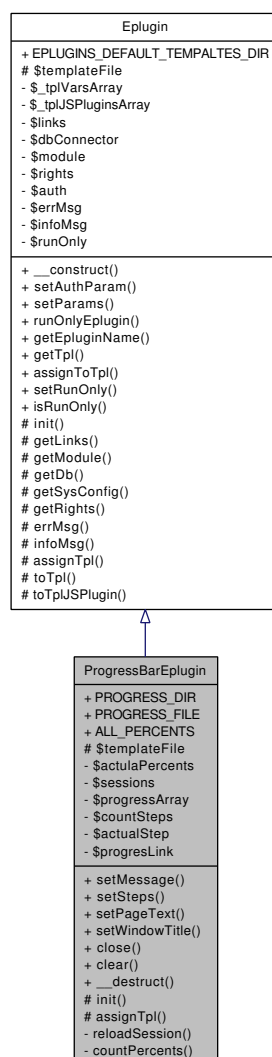 Eplugin
+ EPLUGINS_DEFAULT_TEMPALTES_DIR
# $templateFile
- $_tplVarsArray
- $_tplJSPluginsArray
- $links
- $dbConnector
- $module
- $rights
- $auth
- $errMsg
- $infoMsg
- $runOnly
+ __construct()
+ setAuthParam()
+ setParams()
+ runOnlyEplugin()
+ getEpluginName()
+ getTpl()
+ assignToTpl()
+ setRunOnly()
+ isRunOnly()
# init()
# getLinks()
# getModule()
# getDb()
# getSysConfig()
# getRights()
# errMsg()
# infoMsg()
# assignTpl()
# toTpl()
# toTplJSPlugin()
ProgressBarEplugin
+ PROGRESS_DIR
+ PROGRESS_FILE
+ ALL_PERCENTS
# $templateFile
- $actulaPercents
- $sessions
- $progressArray
- $countSteps
- $actualStep
- $progresLink
+ setMessage()
+ setSteps()
+ setPageText()
+ setWindowTitle()
+ close()
+ clear()
+ __destruct()
# init()
# assignTpl()
- reloadSession()
- countPercents()